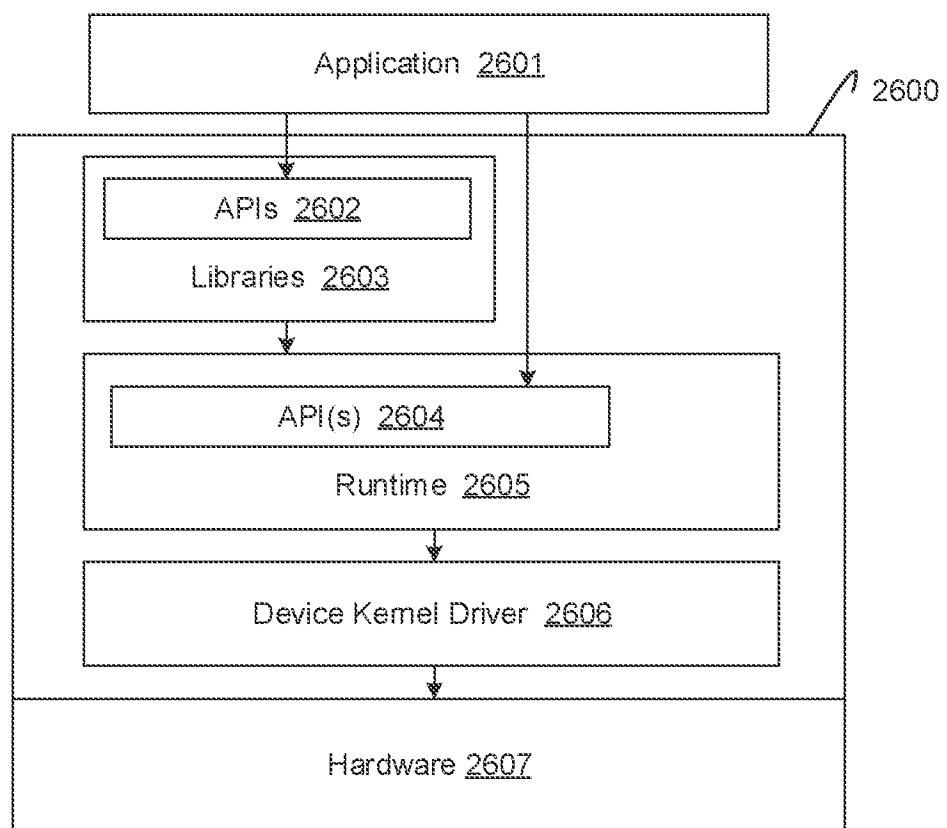 Application 2601
2600
APIs 2602
Libraries 2603
API(s) 2604
Runtime 2605
Device Kernel Driver 2606
Hardware 2607